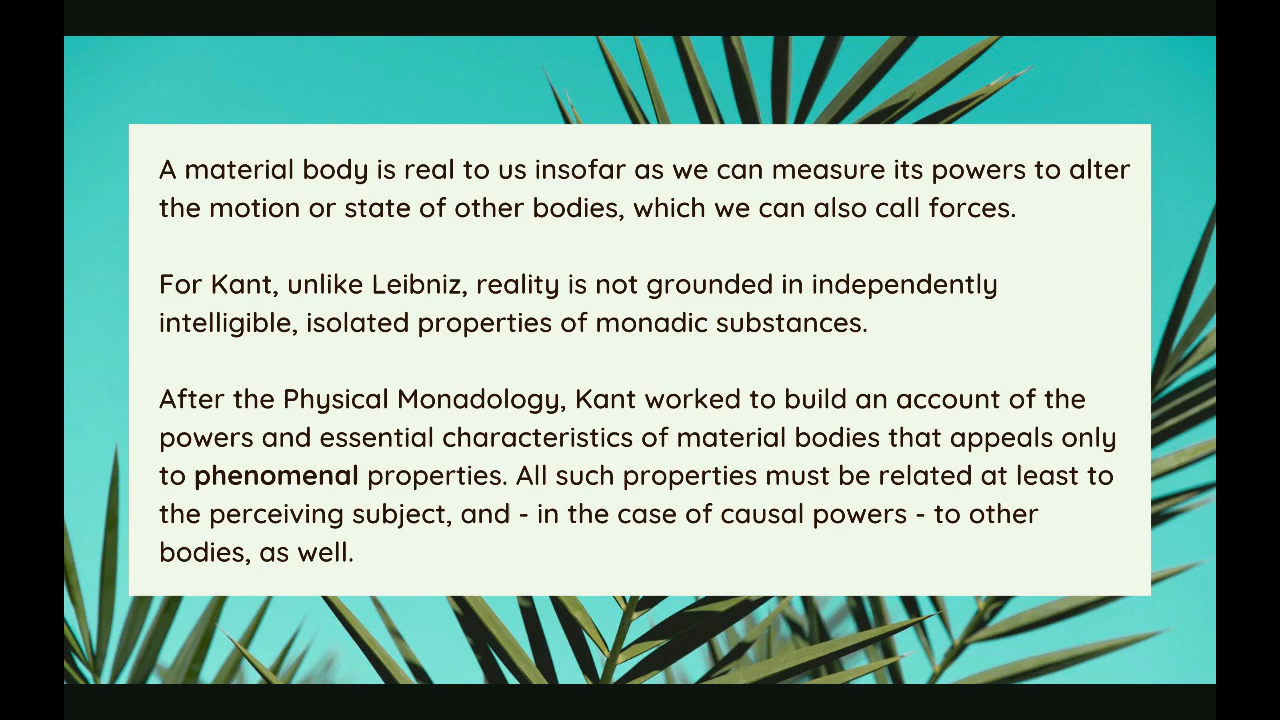 A material body is real to us insofar as we can measure its powers to alter
the motion or state of other bodies, which we can also call forces.
For Kant, unlike Leibniz, reality is not grounded in independently
intelligible, isolated properties of monadic substances.
After the Physical Monadology, Kant worked to build an account of the
powers and essential characteristics of material bodies that appeals only
to phenomenal properties. All such properties must be related at least to
the perceiving subject, and - in the case of causal powers - to other
bodies, as well.